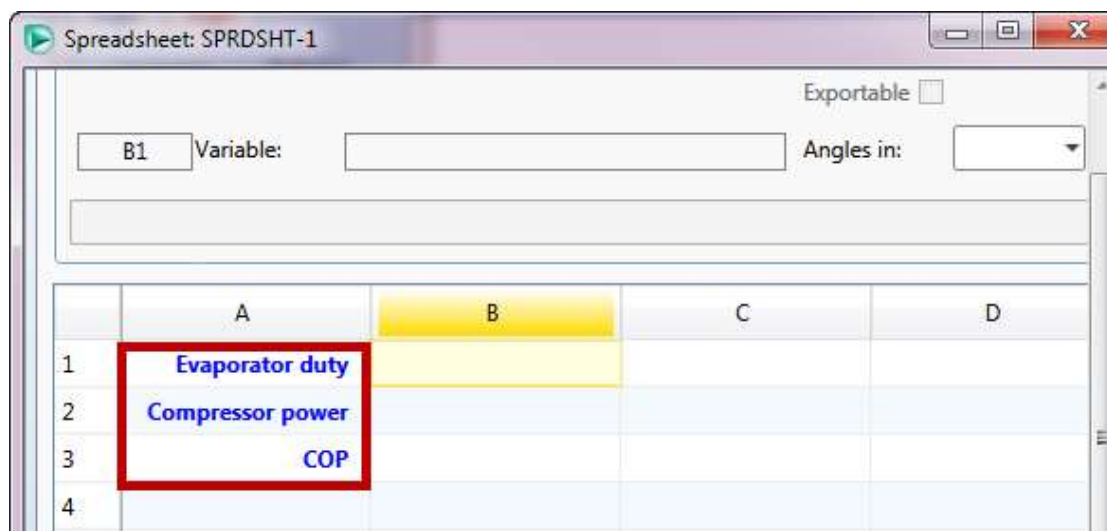 Spreadsheet: SPRDSHT-1
Exportable
B1 Variable: Angles in:
A B C D
1 Evaporator duty
2 Compressor power
3 COP
4